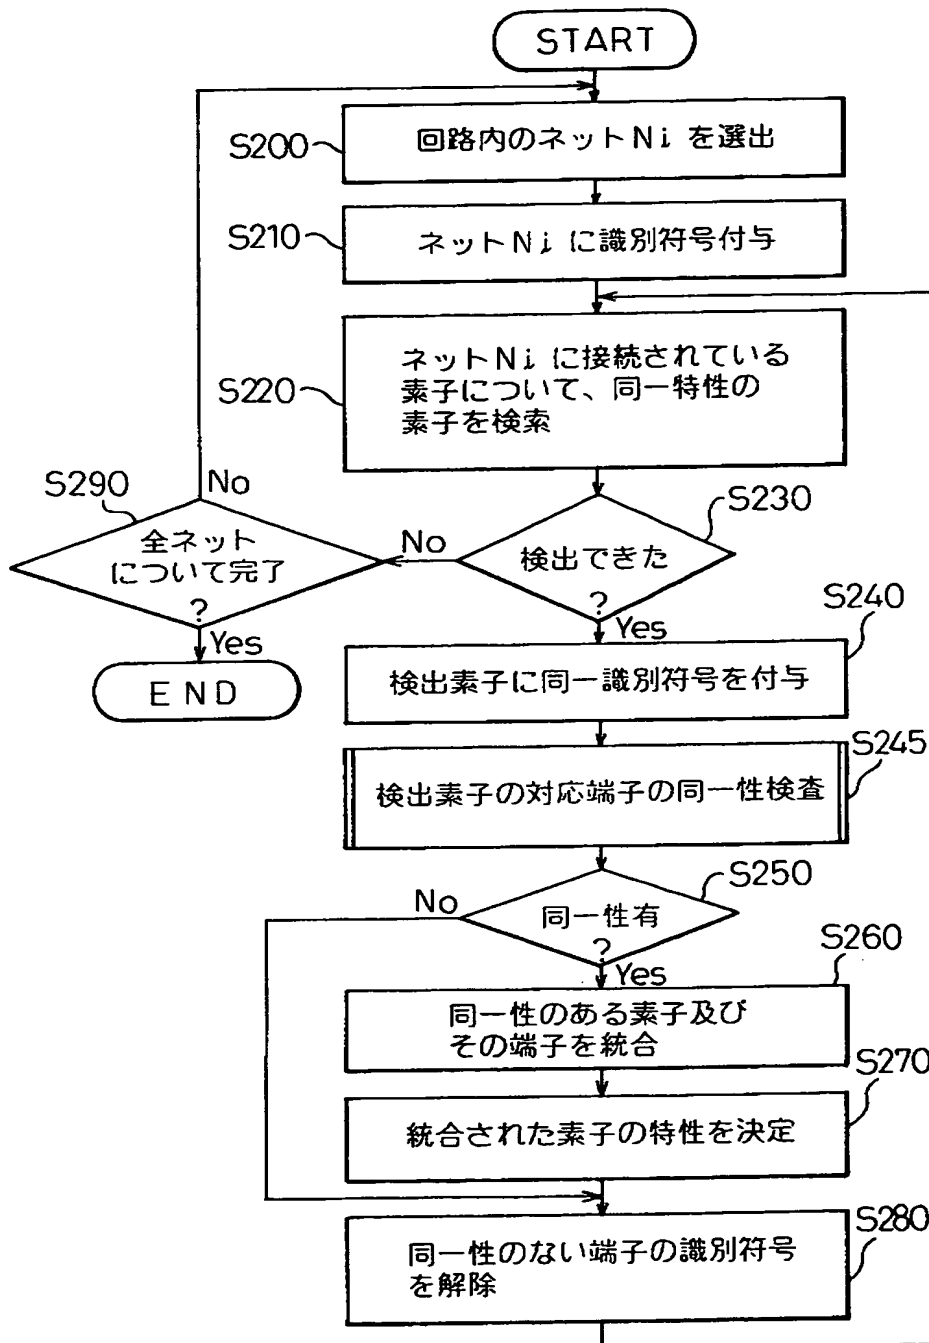 START
S200
回路内のネットNiを選出
S210
ネットNiに識別符号付与
S220
ネットNiに接続されている
素子について、同一特性の
素子を検索
S290
No
全ネット
について完了
?
Yes
END
No
S230
検出できた
?
Yes
S240
検出素子に同一識別符号を付与
S245
検出素子の対応端子の同一性検査
S250
No
同一性有
?
Yes
S260
同一性のある素子及び
その端子を統合
S270
統合された素子の特性を決定
S280
同一性のない端子の識別符号
を解除